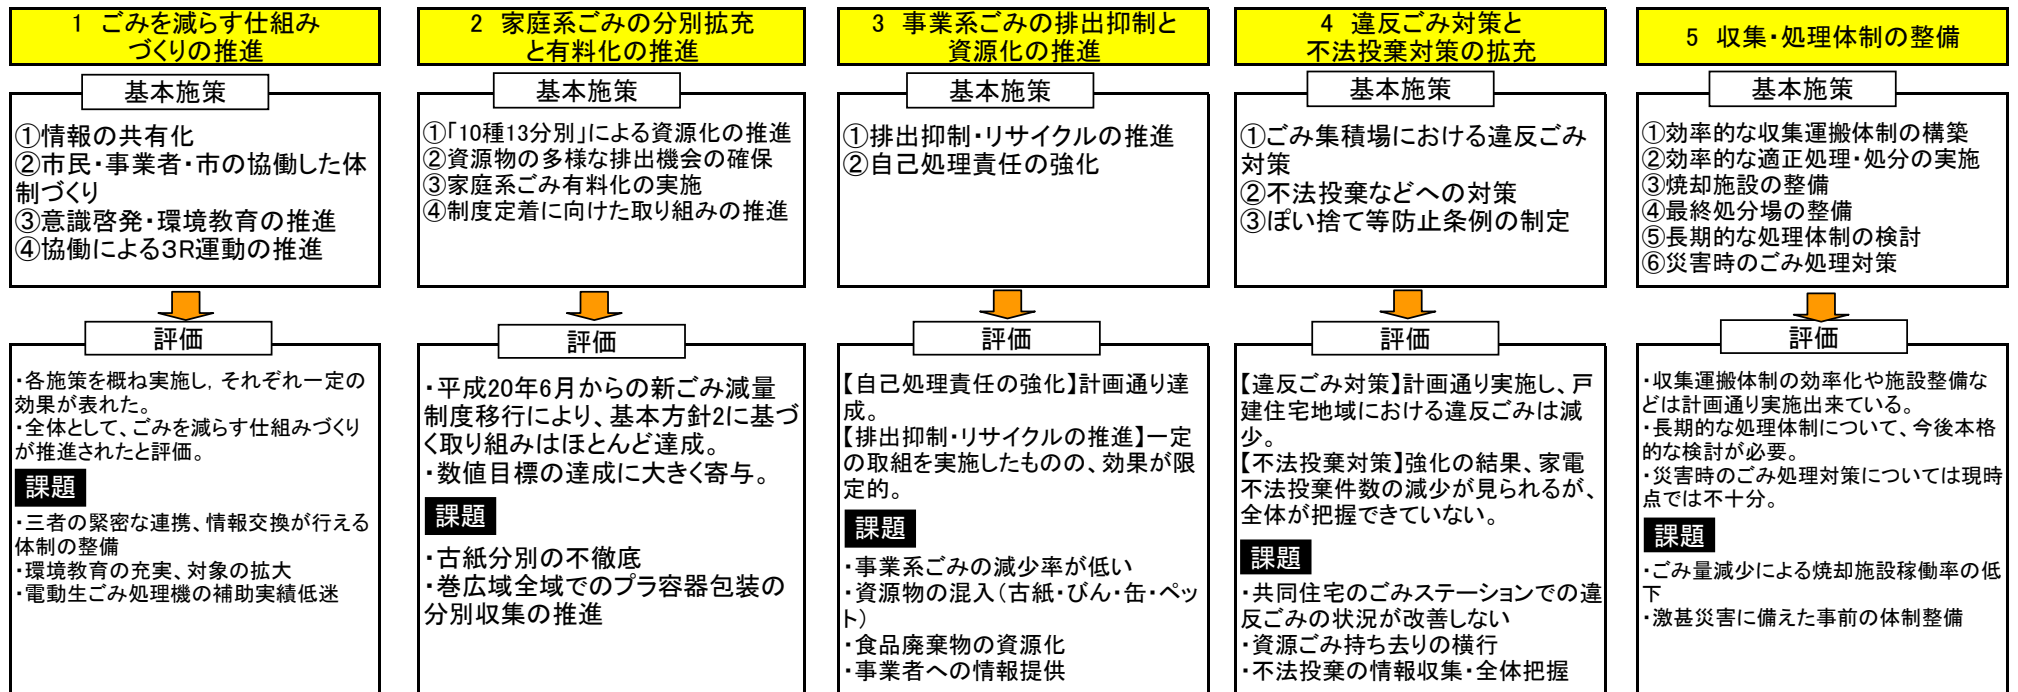 1 ごみを減らす仕組み
づくりの推進
基本施策
①情報の共有化
②市民・事業者・市の協働した体
制づくり
③意識啓発・環境教育の推進
④協働による3R運動の推進
評価
・各施策を概ね実施し，それぞれ一定の
効果が表れた。
・全体として、ごみを減らす仕組みづくり
が推進されたと評価。
課題
・三者の緊密な連携、情報交換が行える
体制の整備
・環境教育の充実、対象の拡大
・電動生ごみ処理機の補助実績低迷
2 家庭系ごみの分別拡充
と有料化の推進
基本施策
①「10種13分別」による資源化の推進
②資源物の多様な排出機会の確保
③家庭系ごみ有料化の実施
④制度定着に向けた取り組みの推進
評価
・平成20年6月からの新ごみ減量
制度移行により、基本方針2に基づ
く取り組みはほとんど達成。
・数値目標の達成に大きく寄与。
課題
・古紙分別の不徹底
・巻広域全域でのプラ容器包装の
分別収集の推進
3 事業系ごみの排出抑制と
資源化の推進
基本施策
①排出抑制・リサイクルの推進
②自己処理責任の強化
評価
【自己処理責任の強化】計画通り達
成。
【排出抑制・リサイクルの推進】一定
の取組を実施したものの、効果が限
定的。
課題
・事業系ごみの減少率が低い
・資源物の混入（古紙・びん・缶・ペッ
ト）
・食品廃棄物の資源化
・事業者への情報提供
4 違反ごみ対策と
不法投棄対策の拡充
基本施策
①ごみ集積場における違反ごみ
対策
②不法投棄などへの対策
③ぽい捨て等防止条例の制定
評価
【違反ごみ対策】計画通り実施し、戸
建住宅地域における違反ごみは減
少。
【不法投棄対策】強化の結果、家電
不法投棄件数の減少が見られるが、
全体が把握できていない。
課題
・共同住宅のごみステーションでの違
反ごみの状況が改善しない
・資源ごみ持ち去りの横行
・不法投棄の情報収集・全体把握
5 収集・処理体制の整備
基本施策
①効率的な収集運搬体制の構築
②効率的な適正処理・処分の実施
③焼却施設の整備
④最終処分場の整備
⑤長期的な処理体制の検討
⑥災害時のごみ処理対策
評価
・収集運搬体制の効率化や施設整備な
どは計画通り実施出来ている。
・長期的な処理体制について、今後本格
的な検討が必要。
・災害時のごみ処理対策については現時
点では不十分。
課題
・ごみ量減少による焼却施設稼働率の低
下
・激甚災害に備えた事前の体制整備